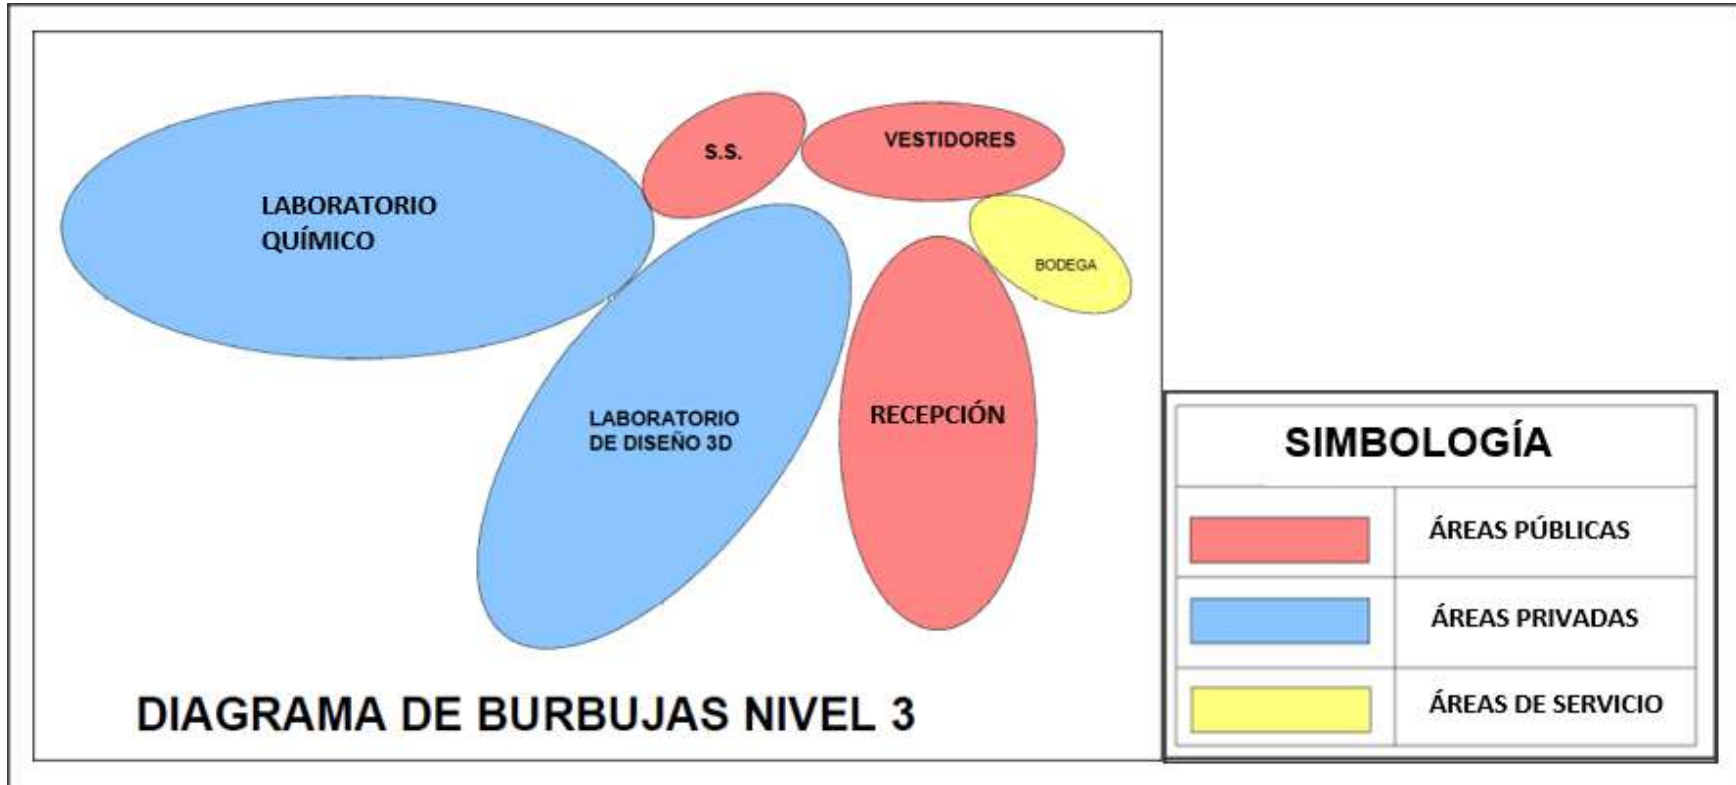 LABORATORIO
QUÍMICO
S.S.
VESTIDORES
BODEGA
LABORATORIO
DE DISEÑO 3D
RECEPCIÓN
DIAGRAMA DE BURBUJAS NIVEL 3
SIMBOLOGÍA
ÁREAS PÚBLICAS
ÁREAS PRIVADAS
ÁREAS DE SERVICIO